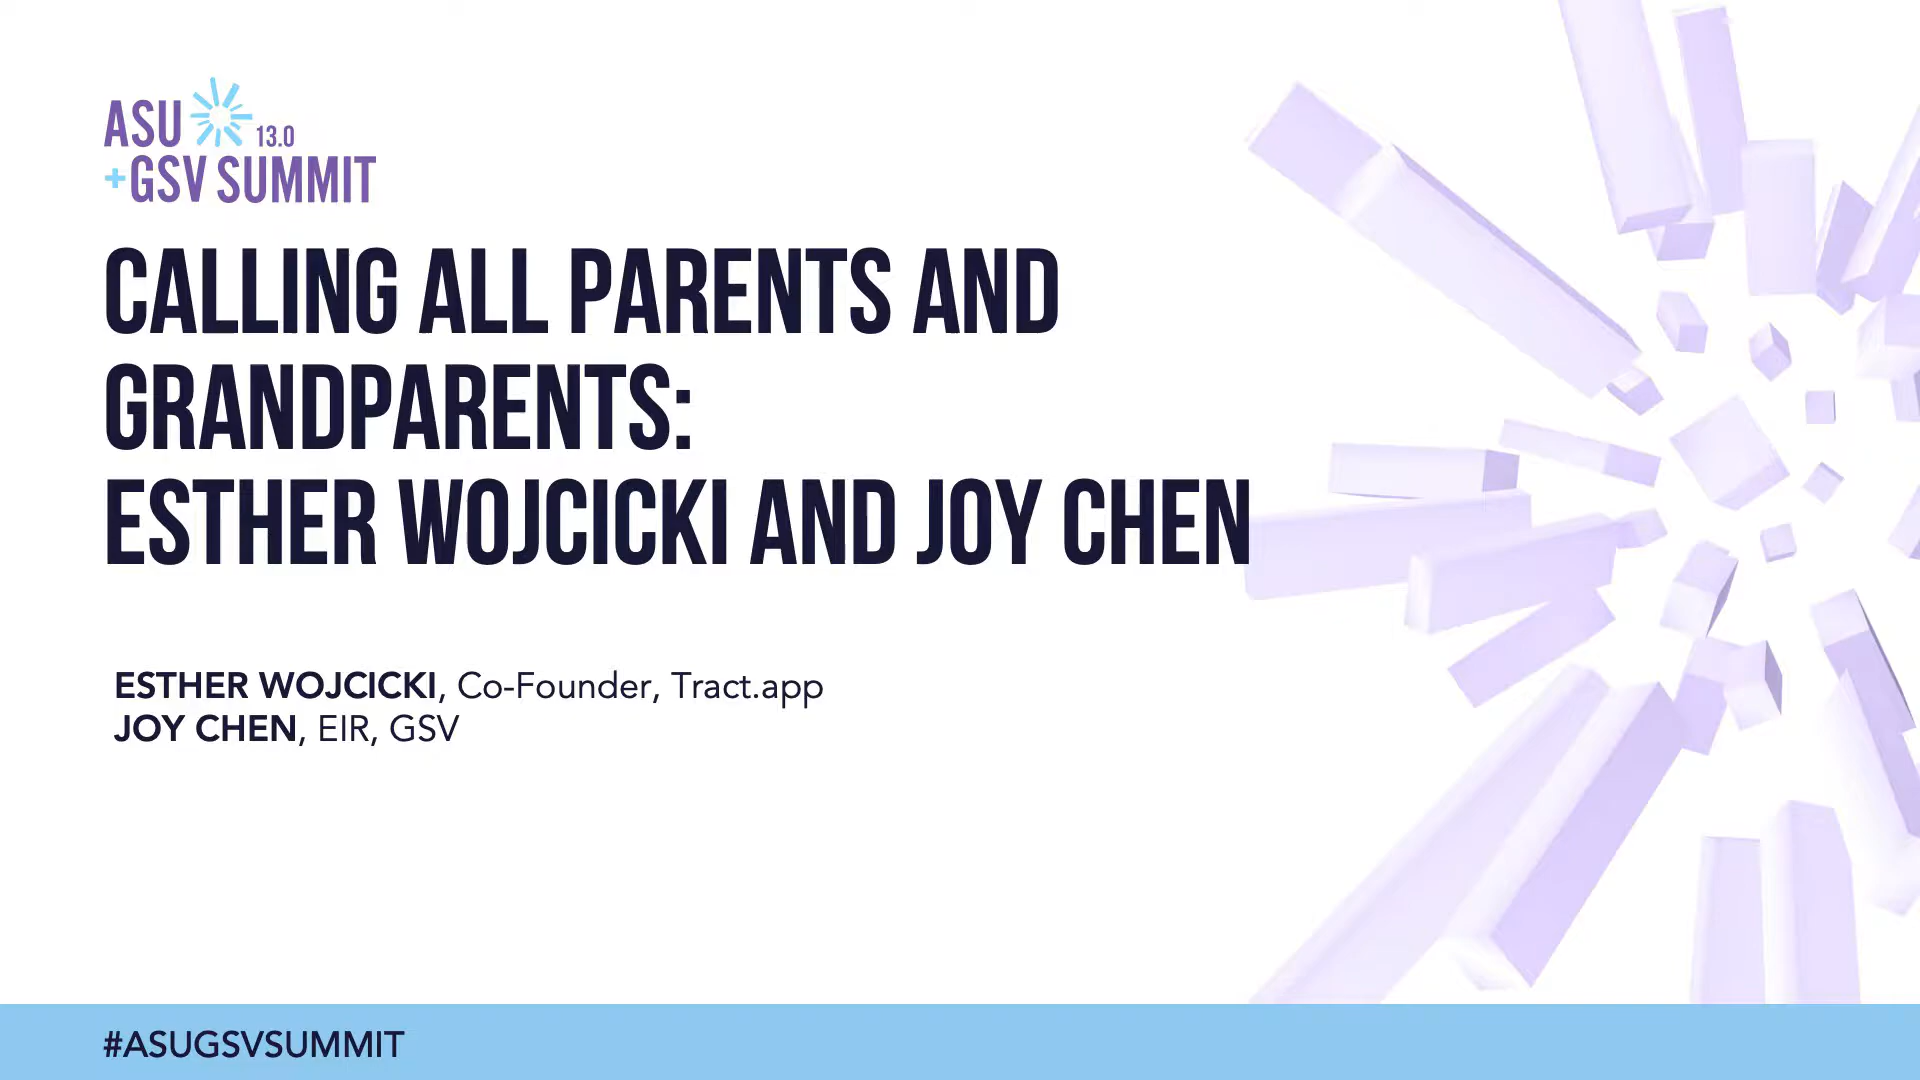 ASU 13.0
+GSV SUMMIT
CALLING ALL PARENTS AND
GRANDPARENTS:
ESTHER WOJCICKI AND JOY CHEN
ESTHER WOJCICKI, Co-Founder, Tract.app
JOY CHEN, EIR, GSV
#ASUGSVSUMMIT